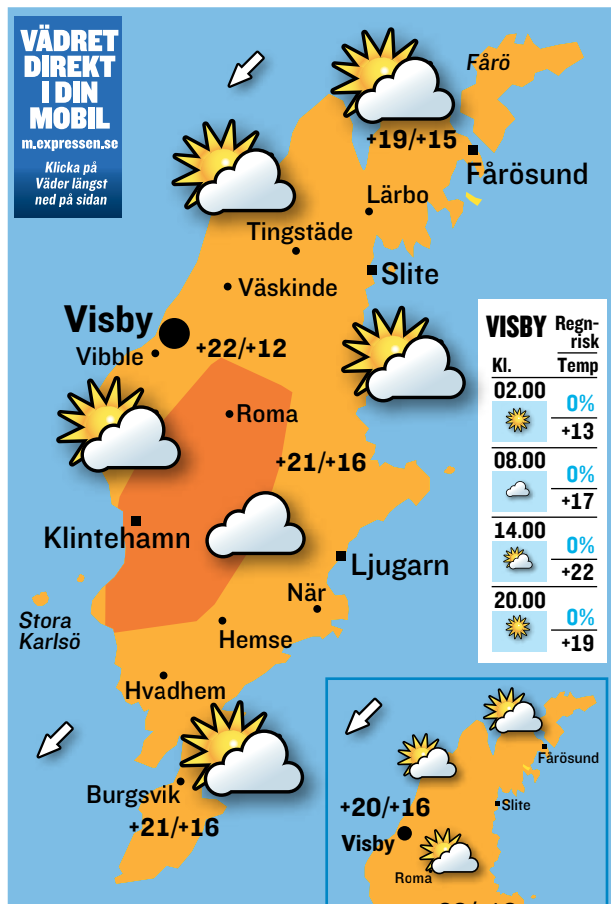 VÄDRET
DIREKT
I DIN
MOBIL
m.expressen.se
Klicka på
Väder längst
ned på sidan
Fårö
+19/+15
Fårösund
Lärbo
Tingstäde
Slite
Väskinde
Visby
+22/+12
Vibble
Roma
+21/+16
Klintehamn
Ljugarn
När
Stora
Karlsö
Hemse
Hvadhem
Burgsvik
+21/+16
VISBY Regn-
risk
Kl. Temp
02.00
0%
+13
08.00
0%
+17
14.00
0%
+22
20.00
0%
+19
Fårösund
+20/+16
Slite
Visby
Roma